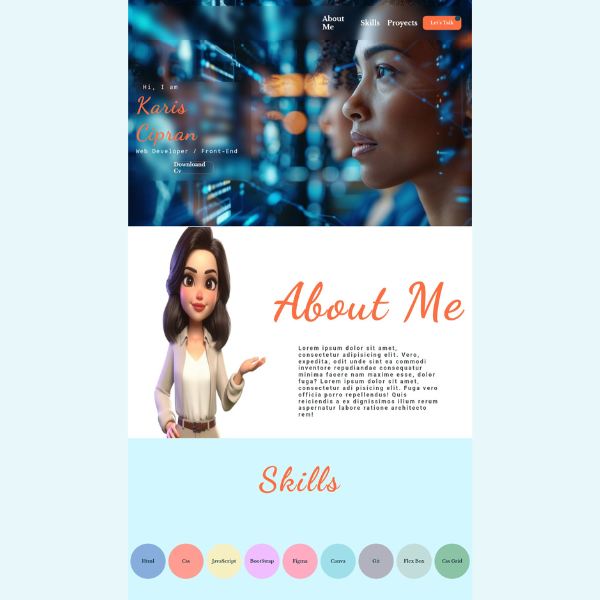 About
Me
Skills
Proyects
Let's Talk
Hi, I am
Karis
Cipran
Web Developer / Front-End
Downloand
Cv
About Me
Lorem ipsum dolor sit amet,
consectetur adipisicing elit. Vero,
expedita, odit unde sint ea commodi
inventore repudiandae consequatur
minima facere nam maxime esse, dolor
fuga? Lorem ipsum dolor sit amet,
consectetur adi pisicing elit. Fuga vero
officia porro repellendus! Quis
reiciendis a ex dignissimos illum rerum
aspernatur labore ratione architecto
rem!
Skills
Html
Css
JavaScript
BootStrap
Figma
Canva
Git
Flex Box
Css Grid